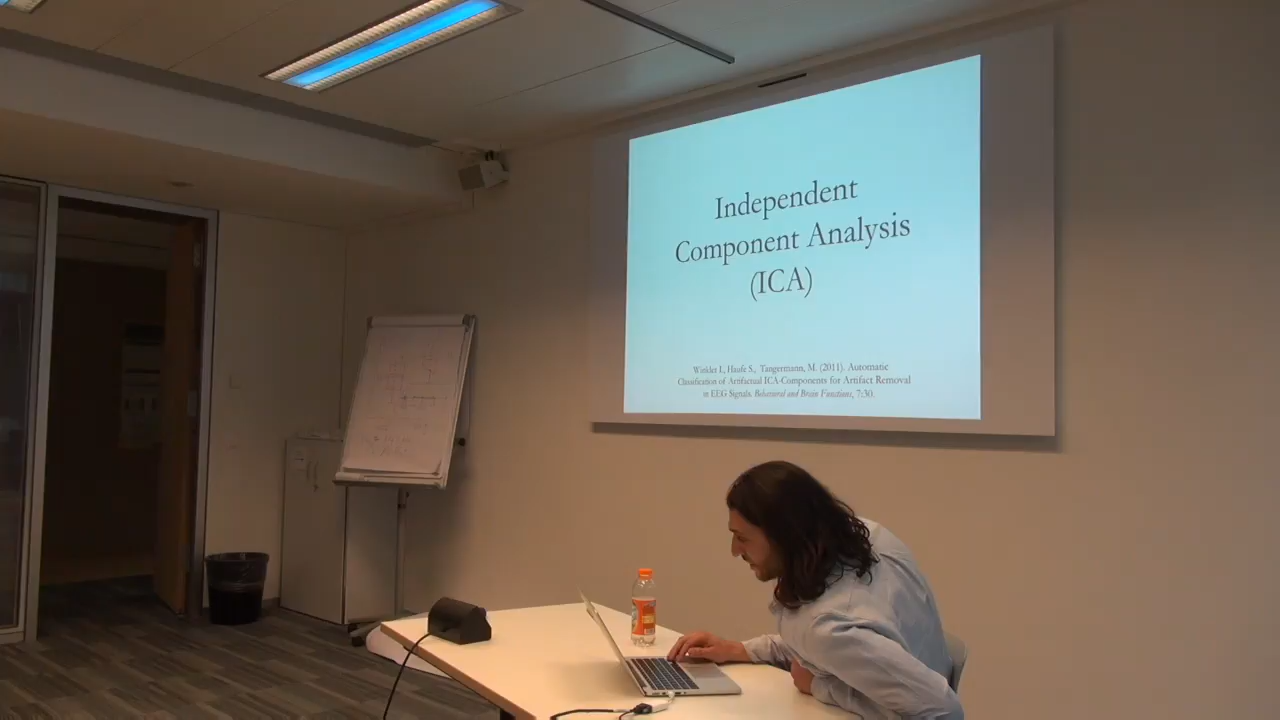 Independent
Component Analysis
(ICA)
Winkler I., Haufe S., Tangermann, M. (2011). Automatic
Classification of Artifactual ICA-Components for Artifact Removal
in EEG Signals. Behavioral and Brain Functions, 7:30.